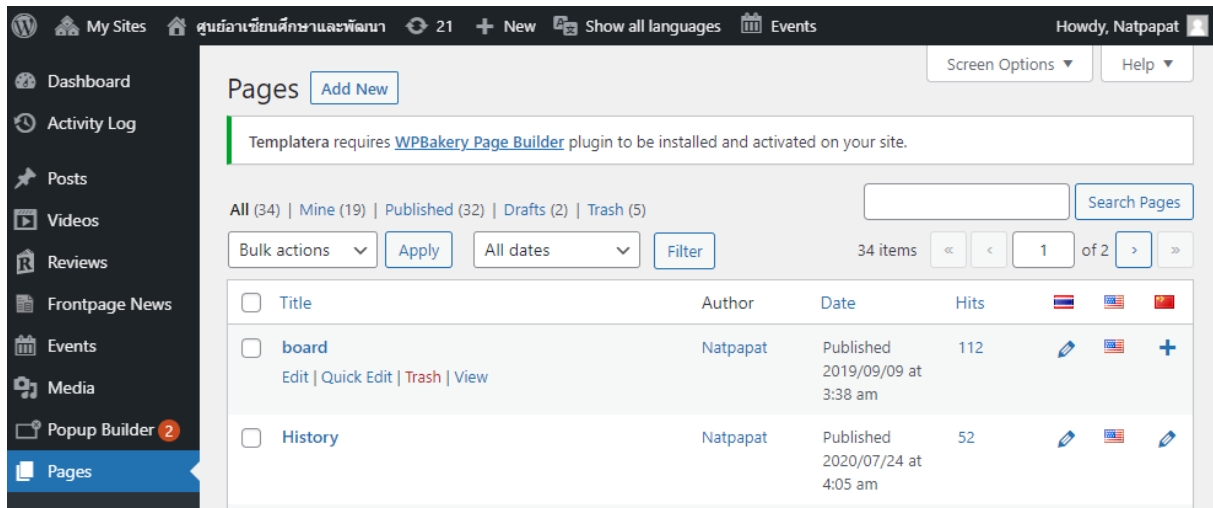 My Sites ศูนย์อาเซียนศึกษาและพัฒนา 21 New Show all languages Events Howdy, Natpapat
Dashboard
Activity Log
Posts
Videos
Reviews
Frontpage News
Events
Media
Popup Builder 2
Pages
Screen Options ▼ Help ▼
Pages Add New
Templatera requires WPBakery Page Builder plugin to be installed and activated on your site.
All (34) | Mine (19) | Published (32) | Drafts (2) | Trash (5)
Search Pages
Bulk actions Apply All dates Filter 34 items « ‹ 1 of 2 › »
Title Author Date Hits
board Natpapat Published 112
Edit | Quick Edit | Trash | View 2019/09/09 at
3:38 am
History Natpapat Published 52
2020/07/24 at
4:05 am